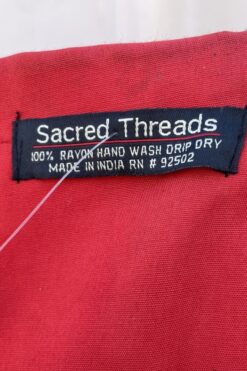 Sacred Threads
100% RAYON HAND WASH DRIP DRY
MADE IN INDIA RN # 92502